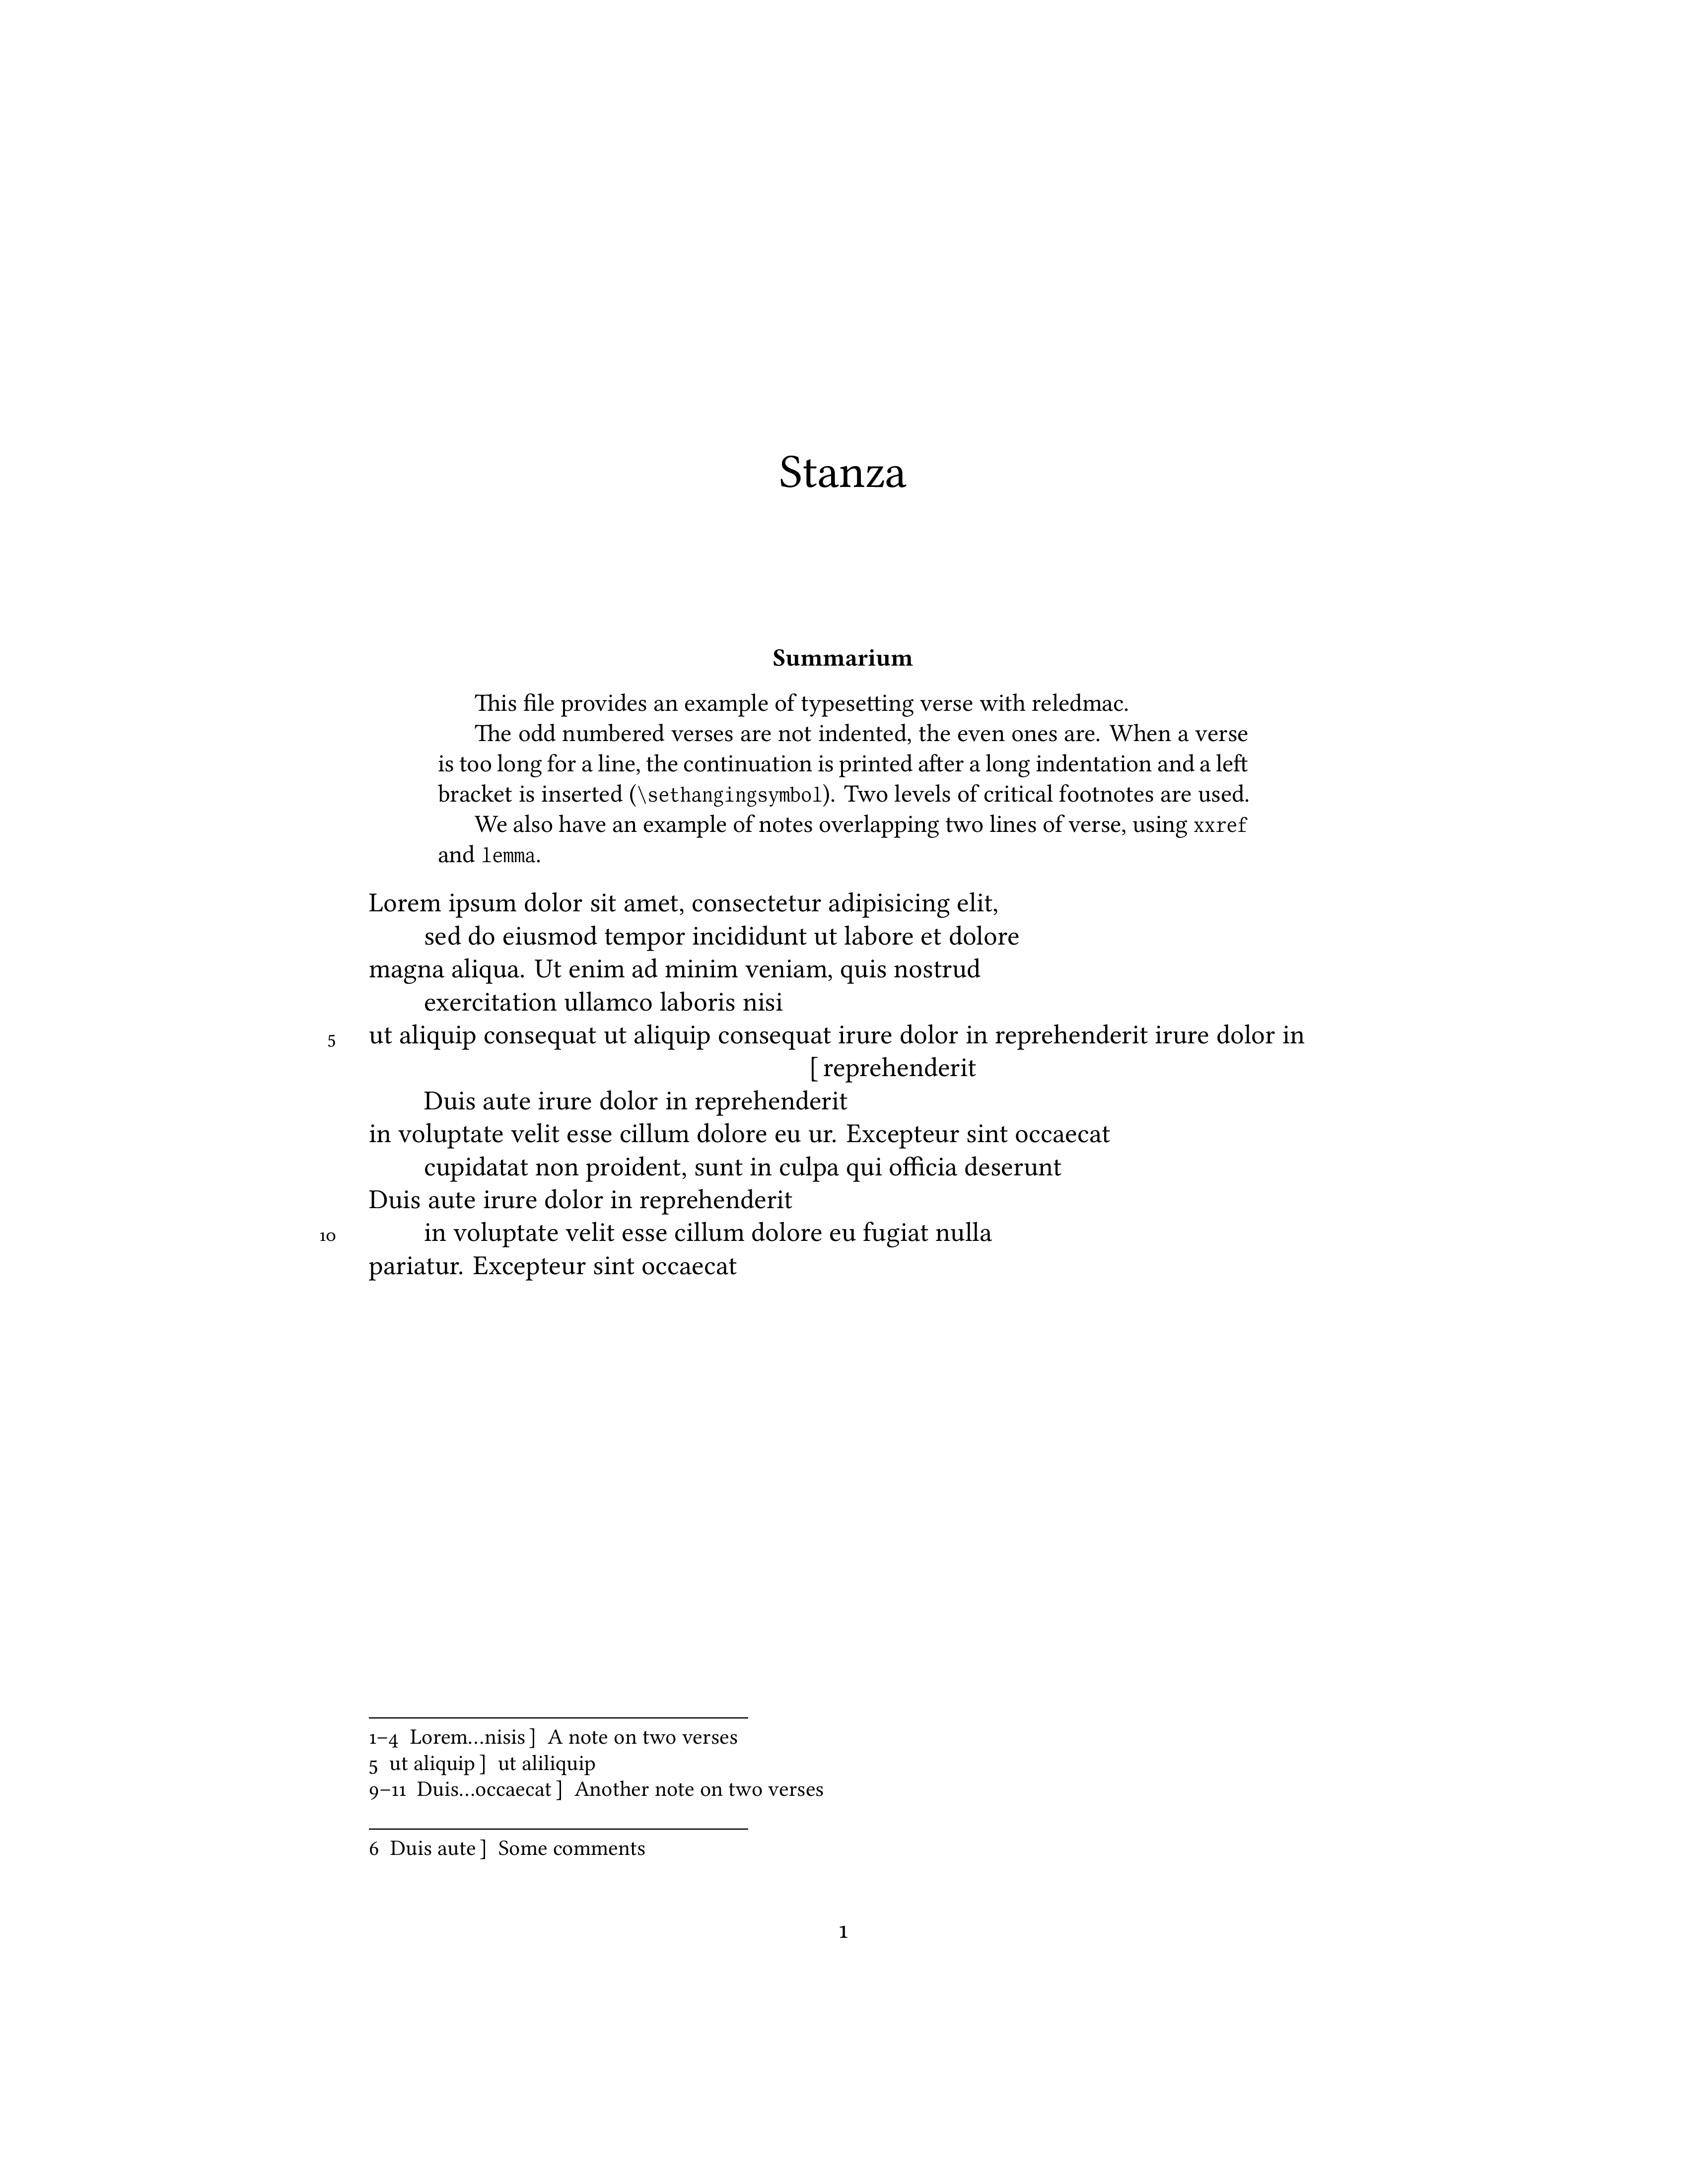 Stanza
Summarium
This file provides an example of typesetting verse with reledmac.
The odd numbered verses are not indented, the even ones are. When a verse
is too long for a line, the continuation is printed after a long indentation and a left
bracket is inserted (\sethangingsymbol). Two levels of critical footnotes are used.
We also have an example of notes overlapping two lines of verse, using xxref
and lemma.
Lorem ipsum dolor sit amet, consectetur adipisicing elit,
sed do eiusmod tempor incididunt ut labore et dolore
magna aliqua. Ut enim ad minim veniam, quis nostrud
exercitation ullamco laboris nisi
5 ut aliquip consequat ut aliquip consequat irure dolor in reprehenderit irure dolor in
[ reprehenderit
Duis aute irure dolor in reprehenderit
in voluptate velit esse cillum dolore eu ur. Excepteur sint occaecat
cupidatat non proident, sunt in culpa qui officia deserunt
Duis aute irure dolor in reprehenderit
10 in voluptate velit esse cillum dolore eu fugiat nulla
pariatur. Excepteur sint occaecat
1–4 Lorem…nisis ] A note on two verses
5 ut aliquip ] ut aliliquip
9–11 Duis…occaecat ] Another note on two verses
6 Duis aute ] Some comments
1